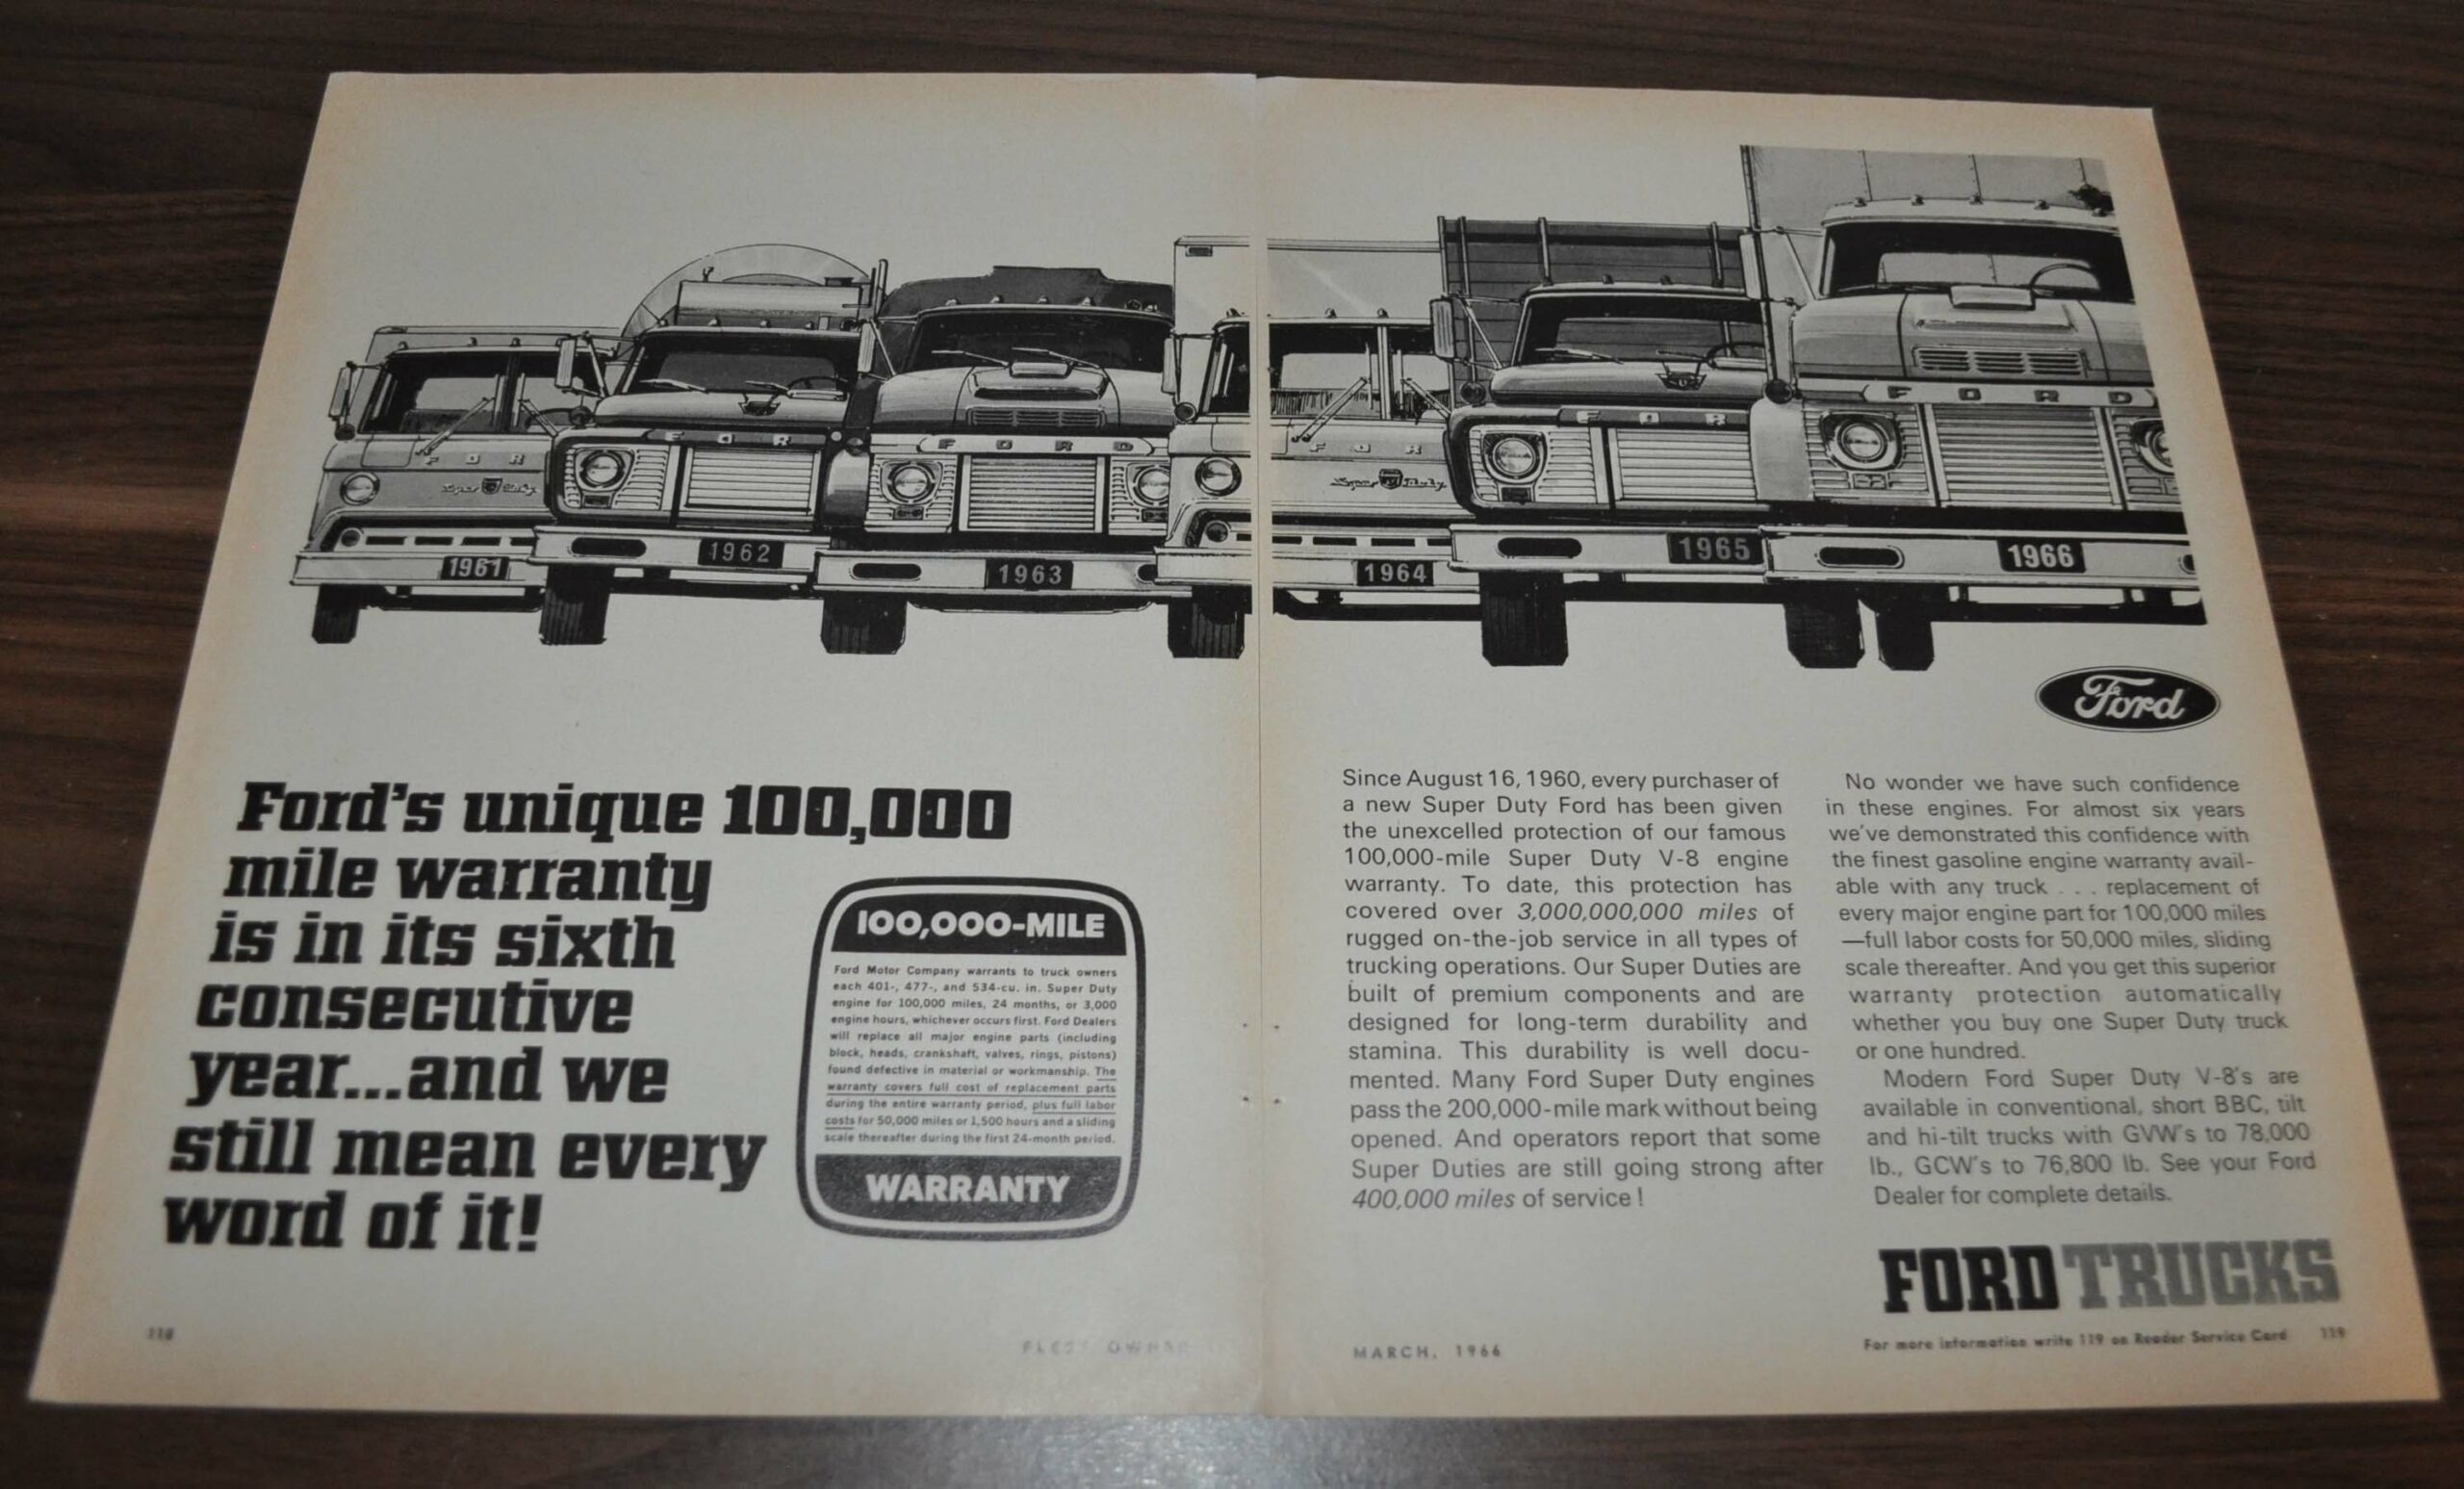 FOR
Super Duty
1961
FOR
1962
FORD
1963
FOR
Super Duty
1964
FOR
1965
FORD
1966
Ford
Ford's unique 100,000
mile warranty
is in its sixth
consecutive
year...and we
still mean every
word of it!
100,000-MILE
Ford Motor Company warrants to truck owners
each 401-, 477-, and 534-cu. in. Super Duty
engine for 100,000 miles, 24 months, or 3,000
engine hours, whichever occurs first. Ford Dealers
will replace all major engine parts (including
block, heads, crankshaft, valves, rings, pistons)
found defective in material or workmanship. The
warranty covers full cost of replacement parts
during the entire warranty period, plus full labor
costs for 50,000 miles or 1,500 hours and a sliding
scale thereafter during the first 24-month period.
WARRANTY
118
FLEET OWNER
Since August 16, 1960, every purchaser of
a new Super Duty Ford has been given
the unexcelled protection of our famous
100,000-mile Super Duty V-8 engine
warranty. To date, this protection has
covered over 3,000,000,000 miles of
rugged on-the-job service in all types of
trucking operations. Our Super Duties are
built of premium components and are
designed for long-term durability and
stamina. This durability is well docu-
mented. Many Ford Super Duty engines
pass the 200,000-mile mark without being
opened. And operators report that some
Super Duties are still going strong after
400,000 miles of service!
No wonder we have such confidence
in these engines. For almost six years
we've demonstrated this confidence with
the finest gasoline engine warranty avail-
able with any truck . . . replacement of
every major engine part for 100,000 miles
—full labor costs for 50,000 miles, sliding
scale thereafter. And you get this superior
warranty protection automatically
whether you buy one Super Duty truck
or one hundred.
Modern Ford Super Duty V-8's are
available in conventional, short BBC, tilt
and hi-tilt trucks with GVW's to 78,000
lb., GCW's to 76,800 lb. See your Ford
Dealer for complete details.
FORD TRUCKS
MARCH, 1966
For more information write 119 on Reader Service Card 119